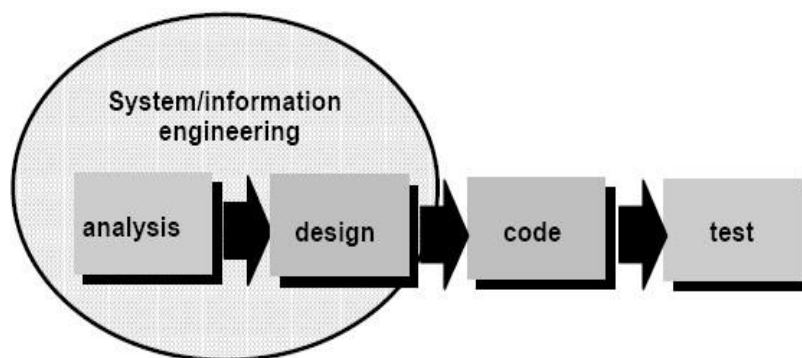 System/information
engineering
analysis
design
code
test